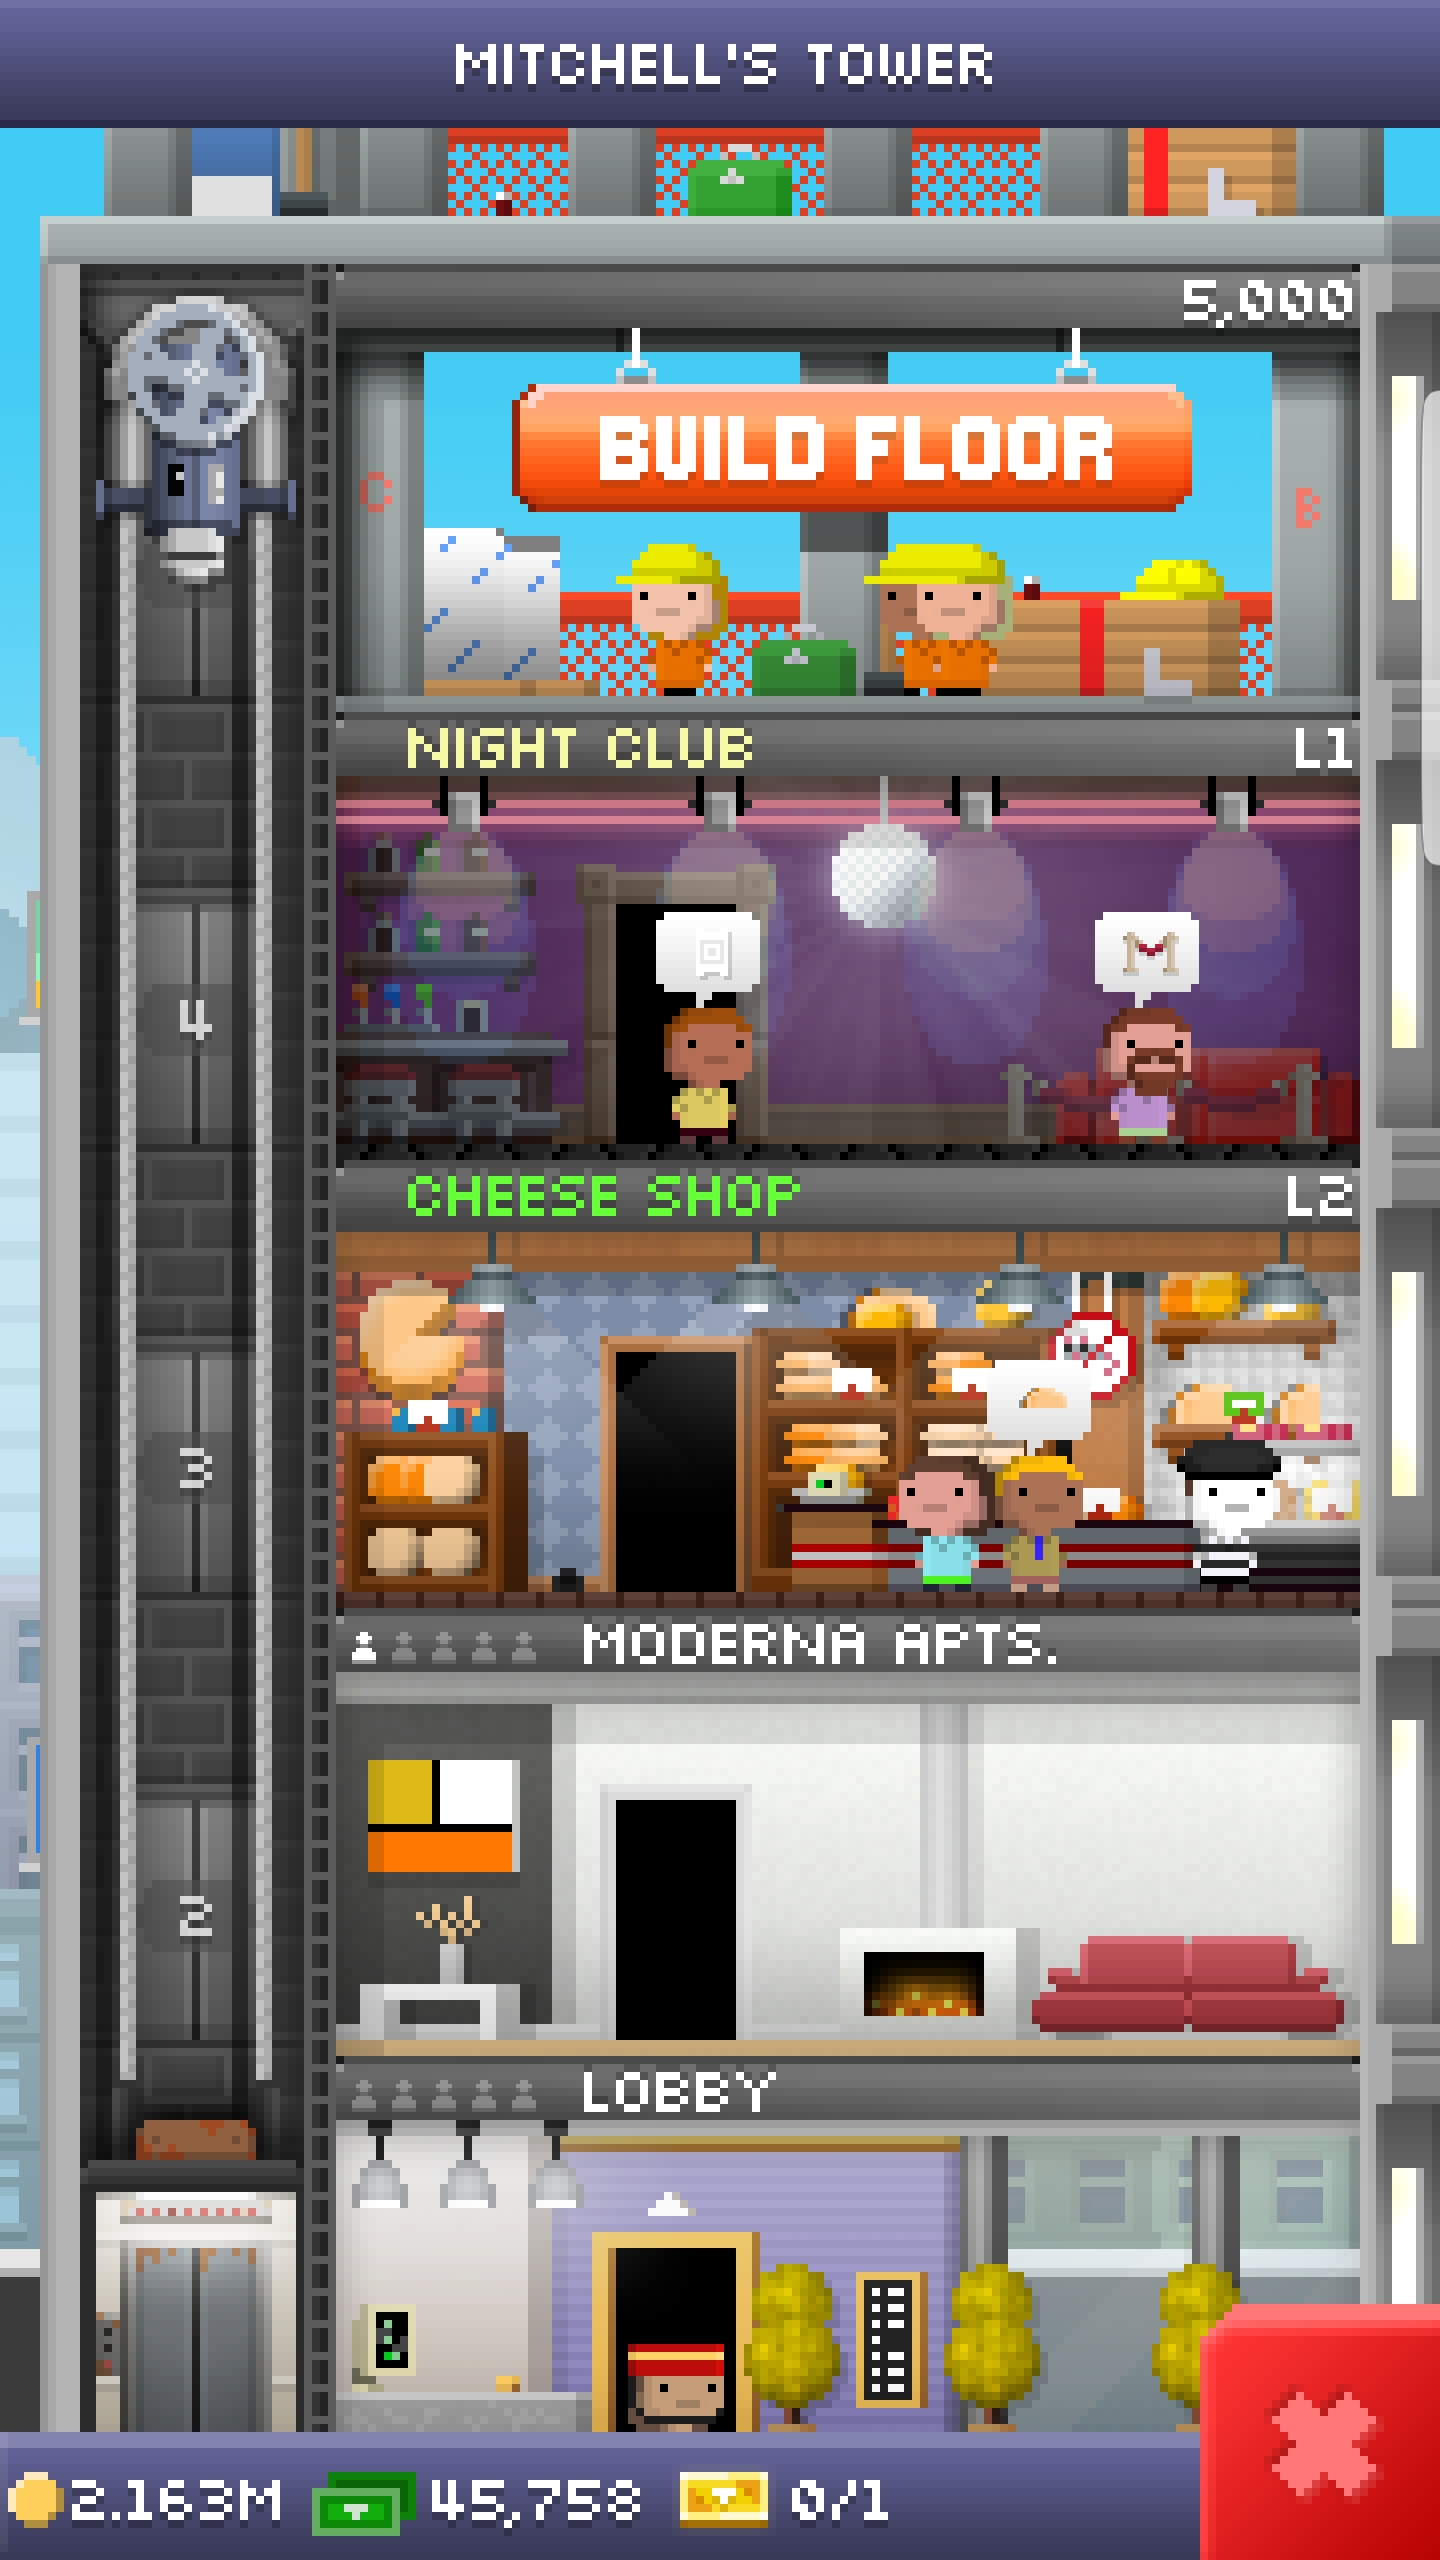 MITCHELL'S TOWER
5,000
BUILD FLOOR
C
B
NIGHT CLUB L1
4
CHEESE SHOP L2
3
MODERNA APTS.
2
LOBBY
2.163M 45,758 0/1